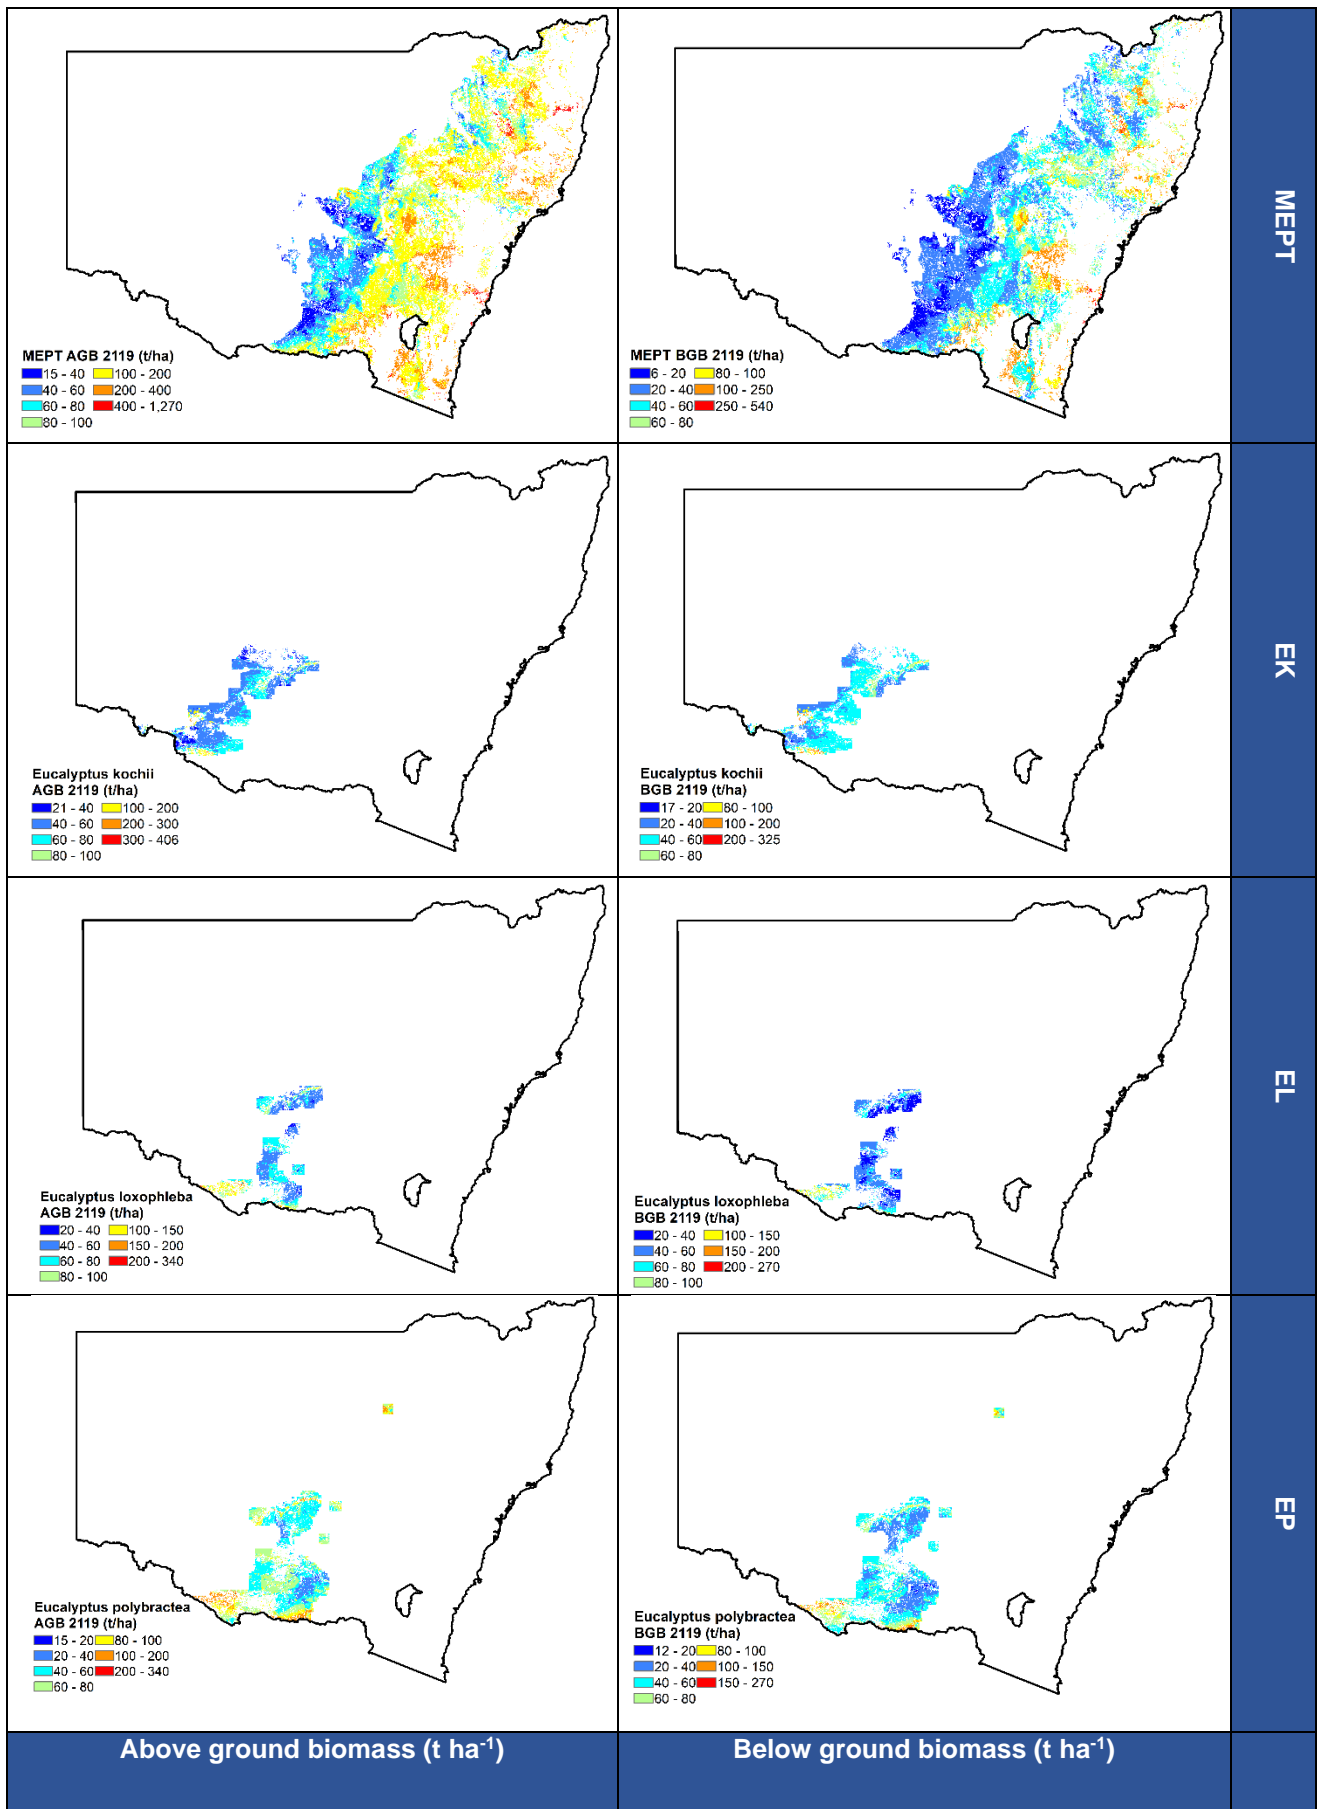 MEPT AGB 2119 (t/ha)
15 - 40 100 - 200
40 - 60 200 - 400
60 - 80 400 - 1,270
80 - 100
MEPT BGB 2119 (t/ha)
6 - 20 80 - 100
20 - 40 100 - 250
40 - 60 250 - 540
60 - 80
MEPT
Eucalyptus kochii
AGB 2119 (t/ha)
21 - 40 100 - 200
40 - 60 200 - 300
60 - 80 300 - 406
80 - 100
Eucalyptus kochii
BGB 2119 (t/ha)
17 - 20 80 - 100
20 - 40 100 - 200
40 - 60 200 - 325
60 - 80
EK
Eucalyptus loxophleba
AGB 2119 (t/ha)
20 - 40 100 - 150
40 - 60 150 - 200
60 - 80 200 - 340
80 - 100
Eucalyptus loxophleba
BGB 2119 (t/ha)
20 - 40 100 - 150
40 - 60 150 - 200
60 - 80 200 - 270
80 - 100
EL
Eucalyptus polybractea
AGB 2119 (t/ha)
15 - 20 80 - 100
20 - 40 100 - 200
40 - 60 200 - 340
60 - 80
Eucalyptus polybractea
BGB 2119 (t/ha)
12 - 20 80 - 100
20 - 40 100 - 150
40 - 60 150 - 270
60 - 80
EP
Above ground biomass (t ha⁻¹)
Below ground biomass (t ha⁻¹)